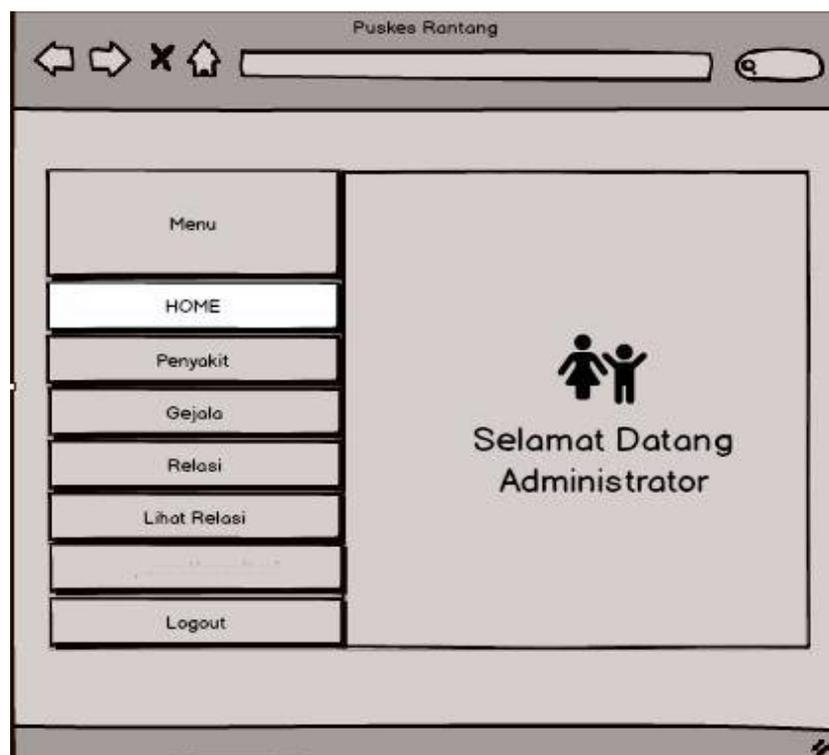 Puskes Rantang
Menu
HOME
Penyakit
Gejala
Relasi
Lihat Relasi
Logout
Selamat Datang
Administrator